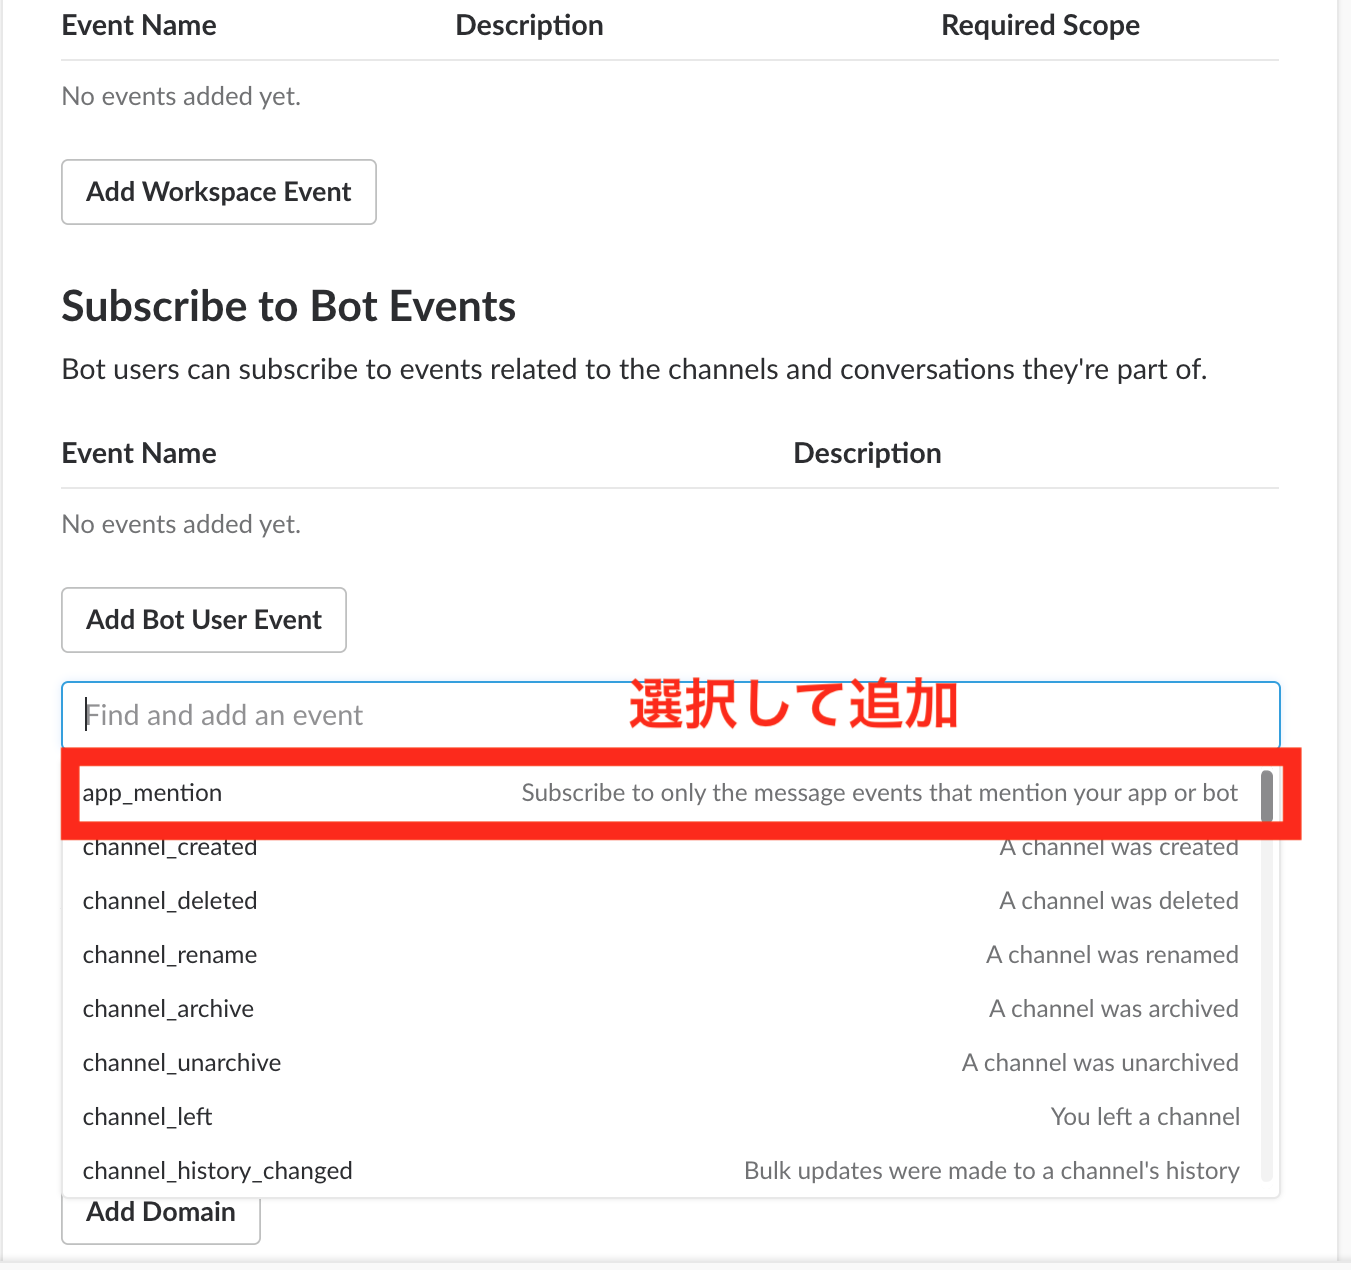 Event Name Description Required Scope
No events added yet.
Add Workspace Event
Subscribe to Bot Events
Bot users can subscribe to events related to the channels and conversations they're part of.
Event Name Description
No events added yet.
Add Bot User Event
Find and add an event
選択して追加
app_mention Subscribe to only the message events that mention your app or bot
channel_created A channel was created
channel_deleted A channel was deleted
channel_rename A channel was renamed
channel_archive A channel was archived
channel_unarchive A channel was unarchived
channel_left You left a channel
channel_history_changed Bulk updates were made to a channel's history
Add Domain